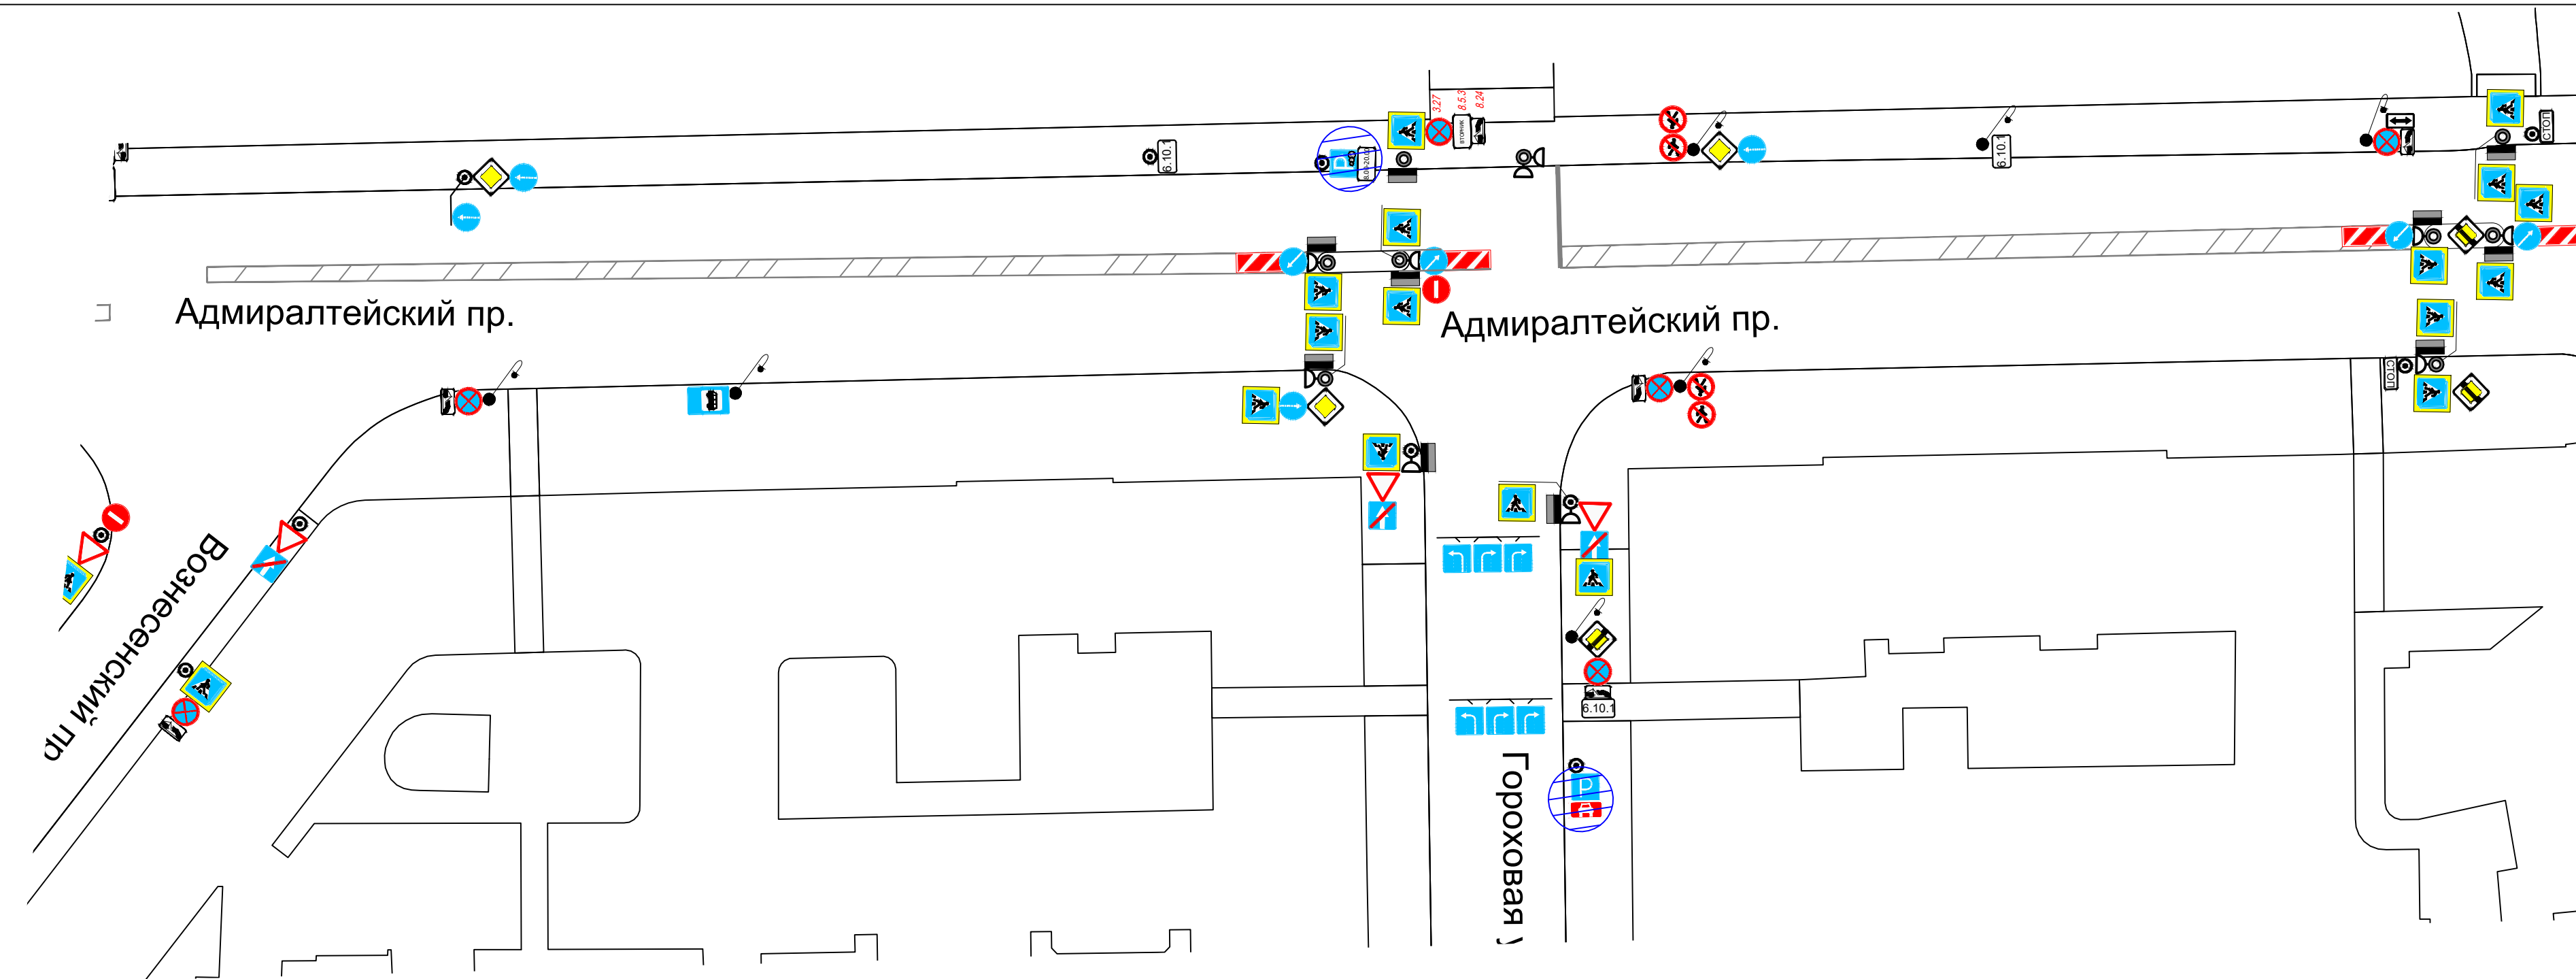 3.27
8.5.3
8.24
ВТОРНИК
6.10.1
6.10.1
СТОП
Адмиралтейский пр.
Адмиралтейский пр.
СТОП
Вознесенский пр
6.10.1
P
Гороховая у